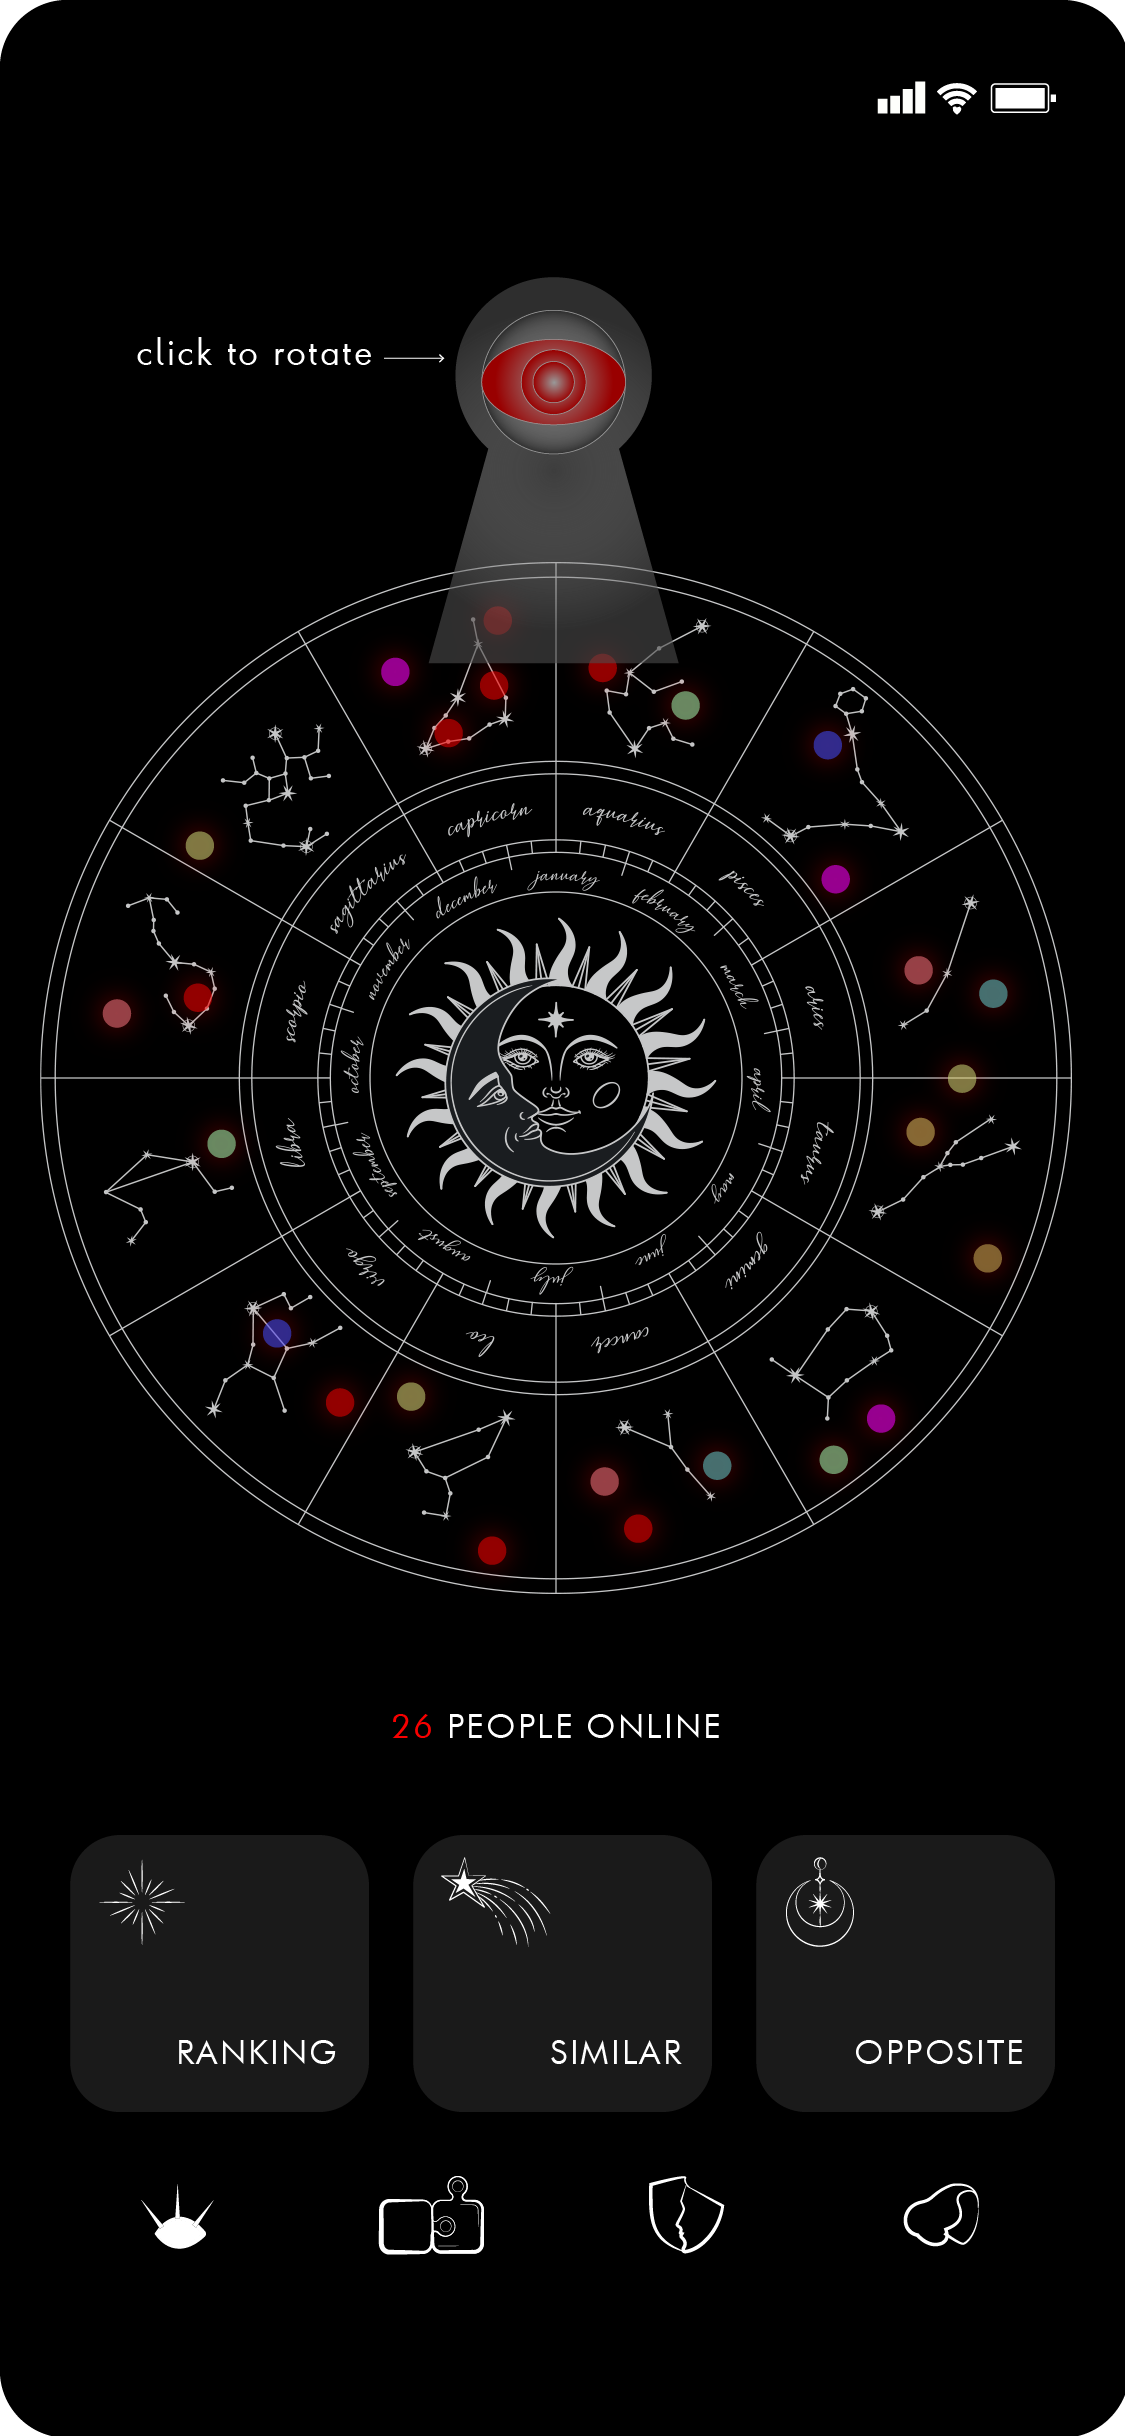 click to rotate
capricorn
aquarius
pisces
aries
taurus
gemini
cancer
leo
virgo
libra
scorpio
sagittarius
january
february
march
april
may
june
july
august
september
october
november
december
26 PEOPLE ONLINE
RANKING
SIMILAR
OPPOSITE